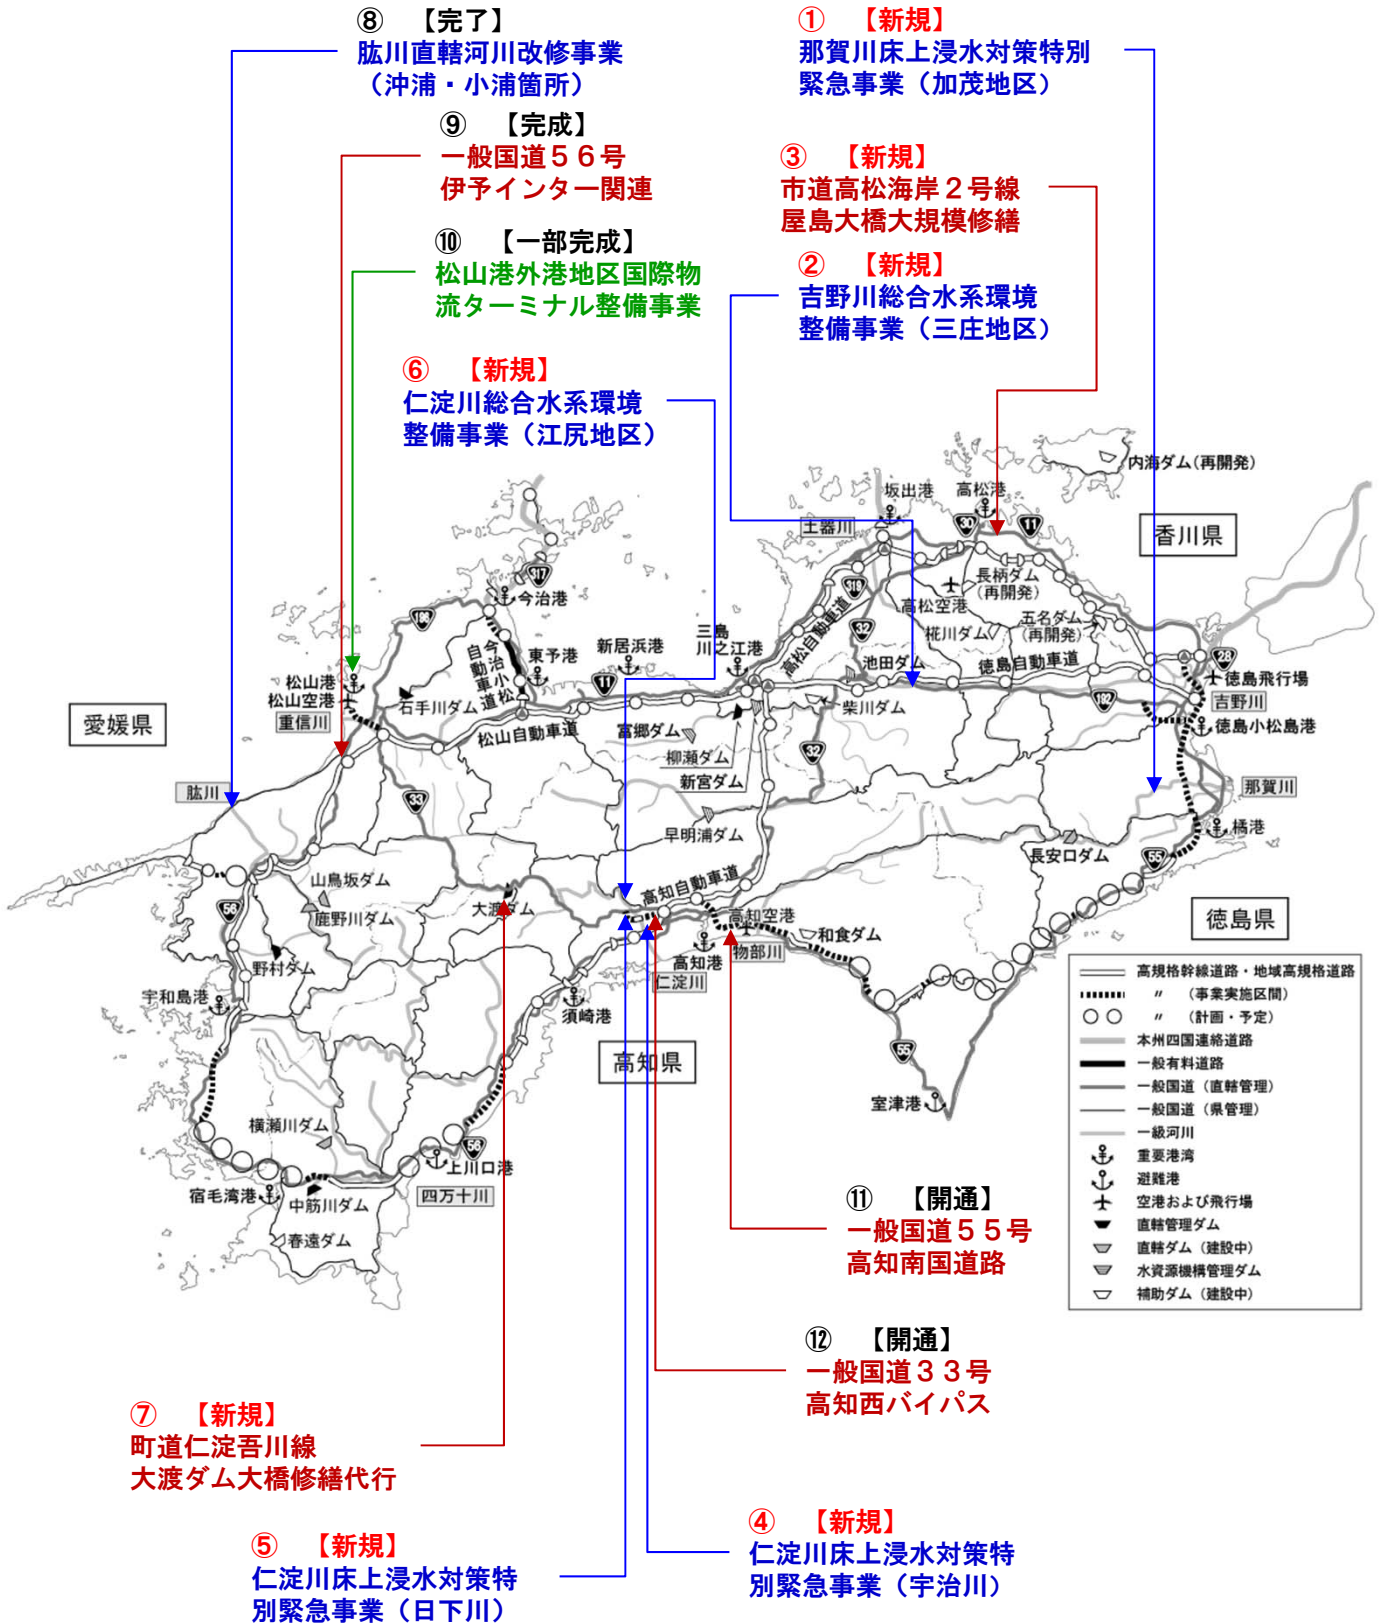 ⑧ 【完了】
肱川直轄河川改修事業
（沖浦・小浦箇所）
① 【新規】
那賀川床上浸水対策特別
緊急事業（加茂地区）
⑨ 【完成】
一般国道５６号
伊予インター関連
③ 【新規】
市道高松海岸２号線
屋島大橋大規模修繕
⑩ 【一部完成】
松山港外港地区国際物
流ターミナル整備事業
② 【新規】
吉野川総合水系環境
整備事業（三庄地区）
⑥ 【新規】
仁淀川総合水系環境
整備事業（江尻地区）
内海ダム(再開発)
坂出港
高松港
土器川
30
11
香川県
317
今治港
319
高松空港
長柄ダム
(再開発)
196
高松自動車道
32
椛川ダム
五名ダム
(再開発)
今治小松
自動車道
東予港
新居浜港
三島
川之江港
池田ダム
徳島自動車道
28
徳島飛行場
松山港
松山空港
重信川
石手川ダム
11
柴川ダム
192
吉野川
徳島小松島港
愛媛県
松山自動車道
富郷ダム
柳瀬ダム
新宮ダム
32
肱川
33
那賀川
早明浦ダム
橘港
長安口ダム
55
山鳥坂ダム
鹿野川ダム
56
大渡ダム
高知自動車道
高知空港
和食ダム
徳島県
野村ダム
高知港
物部川
仁淀川
宇和島港
須崎港
高知県
55
室津港
横瀬川ダム
56
上川口港
宿毛湾港
中筋川ダム
四万十川
春遠ダム
高規格幹線道路・地域高規格道路
〃 （事業実施区間）
〃 （計画・予定）
本州四国連絡道路
一般有料道路
一般国道（直轄管理）
一般国道（県管理）
一級河川
重要港湾
避難港
空港および飛行場
直轄管理ダム
直轄ダム（建設中）
水資源機構管理ダム
補助ダム（建設中）
⑪ 【開通】
一般国道５５号
高知南国道路
⑫ 【開通】
一般国道３３号
高知西バイパス
⑦ 【新規】
町道仁淀吾川線
大渡ダム大橋修繕代行
⑤ 【新規】
仁淀川床上浸水対策特
別緊急事業（日下川）
④ 【新規】
仁淀川床上浸水対策特
別緊急事業（宇治川）